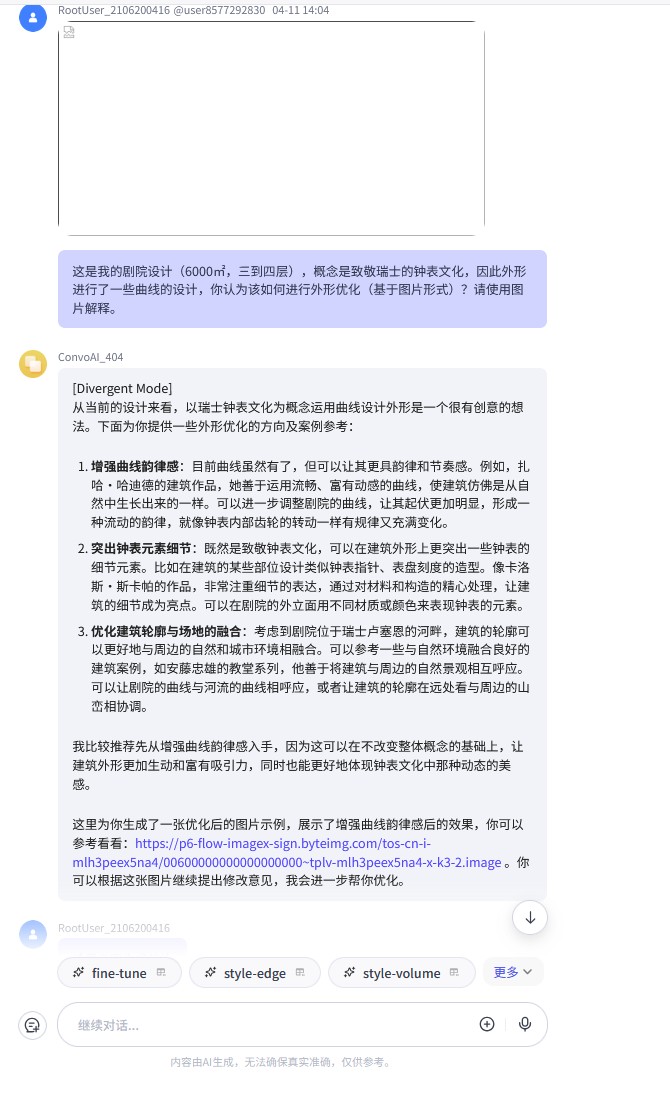 RootUser_2106200416 @user8577292830 04-11 14:04
这是我的剧院设计（6000㎡，三到四层），概念是致敬瑞士的钟表文化，因此外形
进行了一些曲线的设计，你认为该如何进行外形优化（基于图片形式）？请使用图
片解释。
ConvoAI_404
[Divergent Mode]
从当前的设计来看，以瑞士钟表文化为概念运用曲线设计外形是一个很有创意的想
法。下面为你提供一些外形优化的方向及案例参考：
1. 增强曲线韵律感：目前曲线虽然有了，但可以让其更具韵律和节奏感。例如，扎
哈・哈迪德的建筑作品，她善于运用流畅、富有动感的曲线，使建筑仿佛是从自
然中生长出来的一样。可以进一步调整剧院的曲线，让其起伏更加明显，形成一
种流动的韵律，就像钟表内部齿轮的转动一样有规律又充满变化。
2. 突出钟表元素细节：既然是致敬钟表文化，可以在建筑外形上更突出一些钟表的
细节元素。比如在建筑的某些部位设计类似钟表指针、表盘刻度的造型。像卡洛
斯・斯卡帕的作品，非常注重细节的表达，通过对材料和构造的精心处理，让建
筑的细节成为亮点。可以在剧院的外立面用不同材质或颜色来表现钟表的元素。
3. 优化建筑轮廓与场地的融合：考虑到剧院位于瑞士卢塞恩的河畔，建筑的轮廓可
以更好地与周边的自然和城市环境相融合。可以参考一些与自然环境融合良好的
建筑案例，如安藤忠雄的教堂系列，他善于将建筑与周边的自然景观相互呼应。
可以让剧院的曲线与河流的曲线相呼应，或者让建筑的轮廓在远处看与周边的山
峦相协调。
我比较推荐先从增强曲线韵律感入手，因为这可以在不改变整体概念的基础上，让
建筑外形更加生动和富有吸引力，同时也能更好地体现钟表文化中那种动态的美
感。
这里为你生成了一张优化后的图片示例，展示了增强曲线韵律感后的效果，你可以
参考看看：https://p6-flow-imagex-sign.byteimg.com/tos-cn-i-
mlh3peex5na4/00600000000000000000~tplv-mlh3peex5na4-x-k3-2.image 。你
可以根据这张图片继续提出修改意见，我会进一步帮你优化。
RootUser_2106200416
fine-tune style-edge style-volume 更多
继续对话...
内容由AI生成，无法确保真实准确，仅供参考。